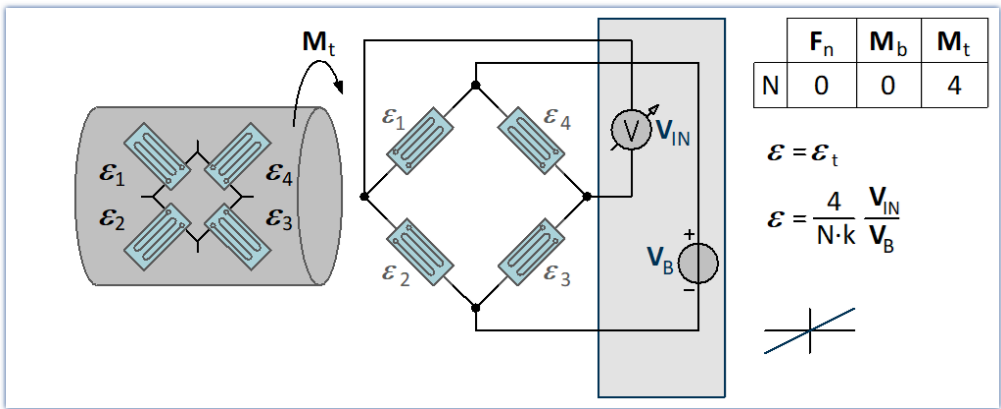 Mt
ε1
ε4
ε2
ε3
ε1
ε4
ε2
ε3
V
VIN
VB
+
−
Fn Mb Mt
N 0 0 4
ε = εt
ε = 4/(N·k) VIN/VB